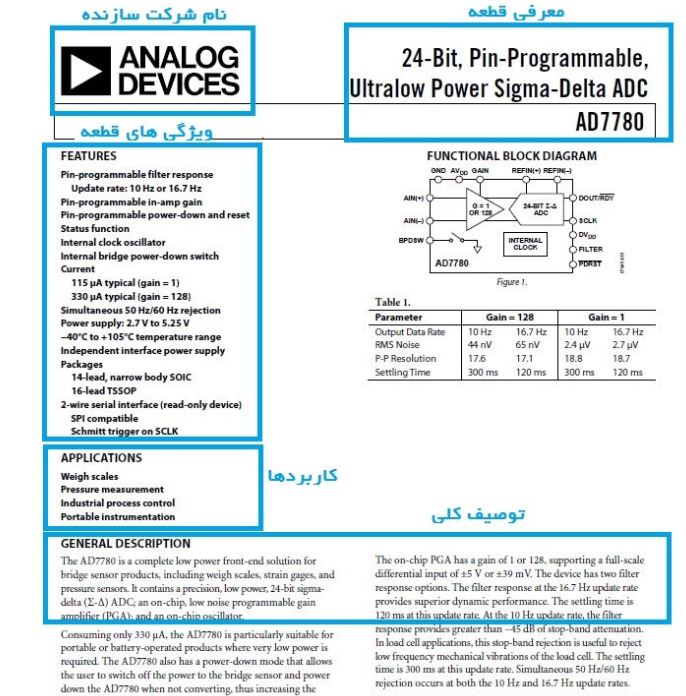 نام شرکت سازنده
معرفی قطعه
ANALOG
DEVICES
24-Bit, Pin-Programmable,
Ultralow Power Sigma-Delta ADC
AD7780
ویژگی های قطعه
FEATURES
Pin-programmable filter response
Update rate: 10 Hz or 16.7 Hz
Pin-programmable in-amp gain
Pin-programmable power-down and reset
Status function
Internal clock oscillator
Internal bridge power-down switch
Current
115 μA typical (gain = 1)
330 μA typical (gain = 128)
Simultaneous 50 Hz/60 Hz rejection
Power supply: 2.7 V to 5.25 V
−40°C to +105°C temperature range
Independent interface power supply
Packages
14-lead, narrow body SOIC
16-lead TSSOP
2-wire serial interface (read-only device)
SPI compatible
Schmitt trigger on SCLK
FUNCTIONAL BLOCK DIAGRAM
GND AVDD GAIN REFIN(+) REFIN(–)
AIN(+)
AIN(–)
BPDSW
G = 1
OR 128
24-BIT Σ-Δ
ADC
INTERNAL
CLOCK
DOUT/RDY
SCLK
DVDD
FILTER
PDRST
AD7780
Figure 1.
Table 1.
Parameter Gain = 128 Gain = 1
Output Data Rate 10 Hz 16.7 Hz 10 Hz 16.7 Hz
RMS Noise 44 nV 65 nV 2.4 μV 2.7 μV
P-P Resolution 17.6 17.1 18.8 18.7
Settling Time 300 ms 120 ms 300 ms 120 ms
APPLICATIONS
Weigh scales
Pressure measurement
Industrial process control
Portable instrumentation
کاربردها
توصیف کلی
GENERAL DESCRIPTION
The AD7780 is a complete low power front-end solution for
bridge sensor products, including weigh scales, strain gages, and
pressure sensors. It contains a precision, low power, 24-bit sigma-
delta (Σ-Δ) ADC; an on-chip, low noise programmable gain
amplifier (PGA); and an on-chip oscillator.
Consuming only 330 μA, the AD7780 is particularly suitable for
portable or battery-operated products where very low power is
required. The AD7780 also has a power-down mode that allows
the user to switch off the power to the bridge sensor and power
down the AD7780 when not converting, thus increasing the
The on-chip PGA has a gain of 1 or 128, supporting a full-scale
differential input of ±5 V or ±39 mV. The device has two filter
response options. The filter response at the 16.7 Hz update rate
provides superior dynamic performance. The settling time is
120 ms at this update rate. At the 10 Hz update rate, the filter
response provides greater than −45 dB of stop-band attenuation.
In load cell applications, this stop-band rejection is useful to reject
low frequency mechanical vibrations of the load cell. The settling
time is 300 ms at this update rate. Simultaneous 50 Hz/60 Hz
rejection occurs at both the 10 Hz and 16.7 Hz update rates.